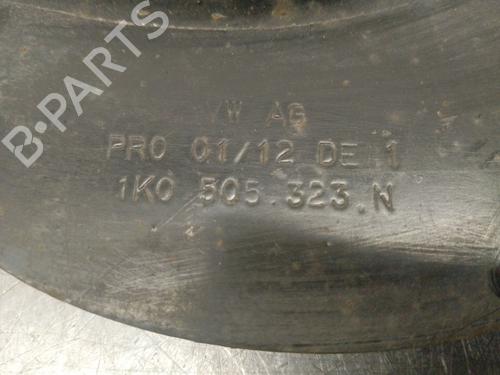 VW AG
PRO 01/12 DE 1
1K0 505.323.N
B-PARTS